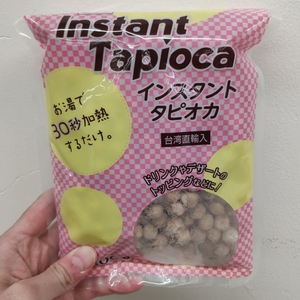 Instant
Tapioca
インスタント
タピオカ
お湯で
30秒加熱
するだけ。
台湾直輸入
ドリンクやデザートの
トッピングなどに!